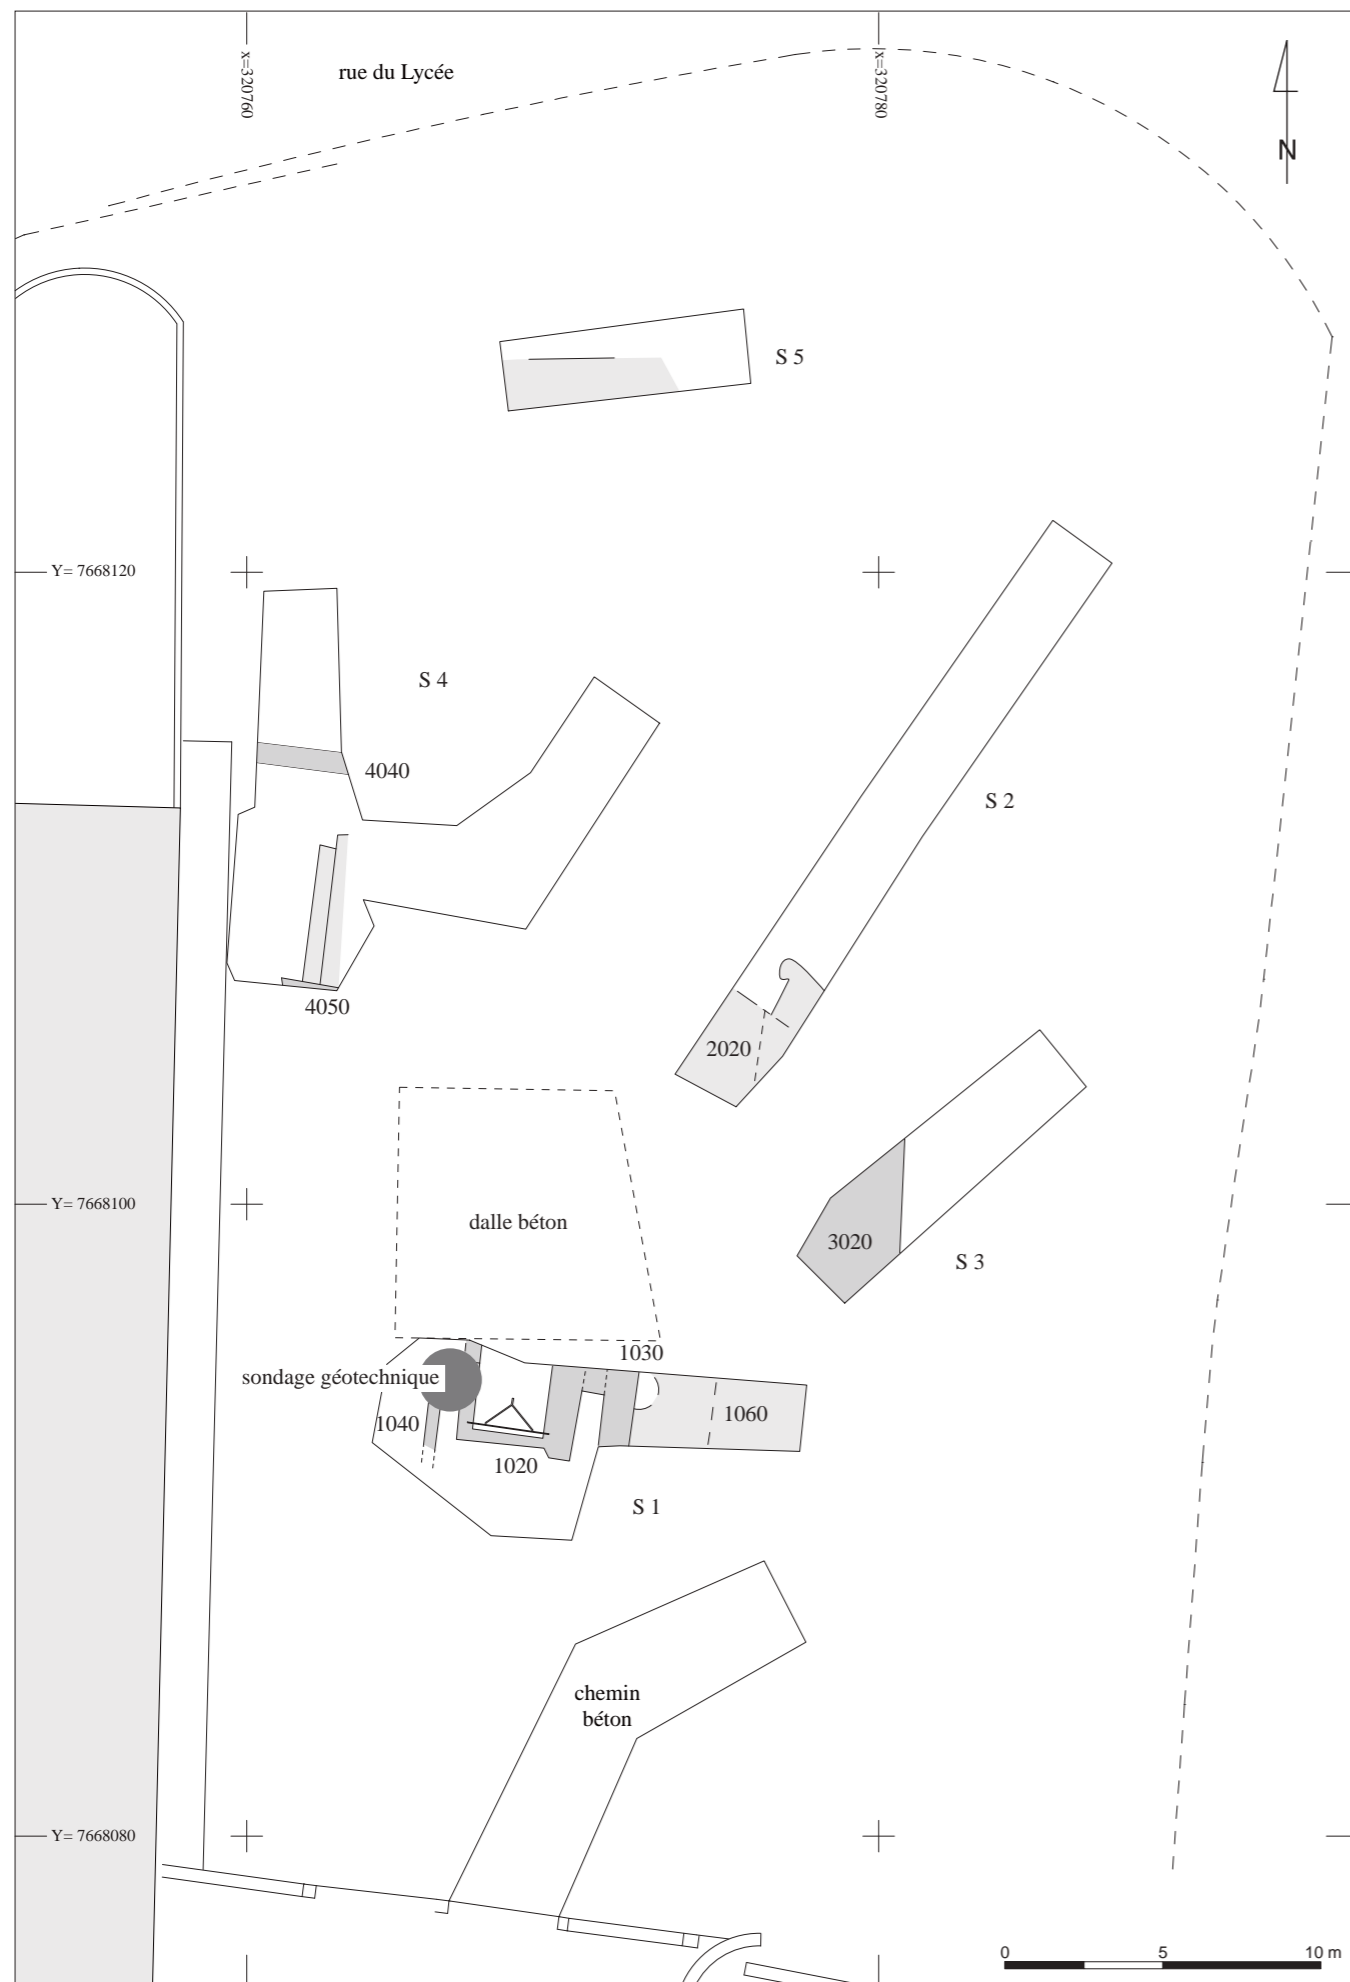 x=320760
rue du Lycée
x=320780
N
S 5
Y= 7668120
S 4
4040
S 2
4050
2020
Y= 7668100
dalle béton
3020
S 3
1030
sondage géotechnique
1040
1060
1020
S 1
chemin
béton
Y= 7668080
0 5 10 m